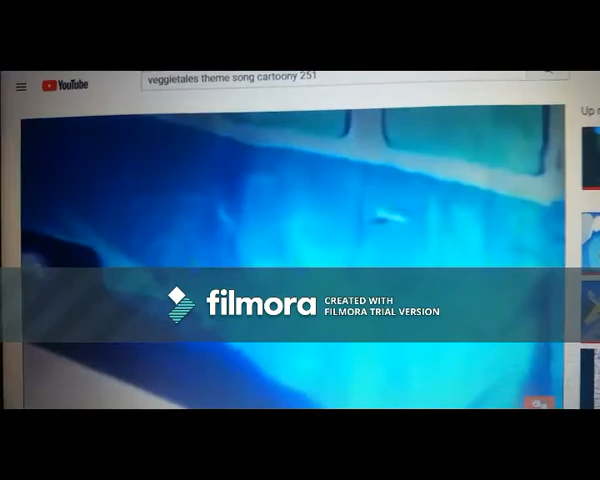 YouTube
veggietales theme song cartoony 251
Up
filmora
CREATED WITH
FILMORA TRIAL VERSION